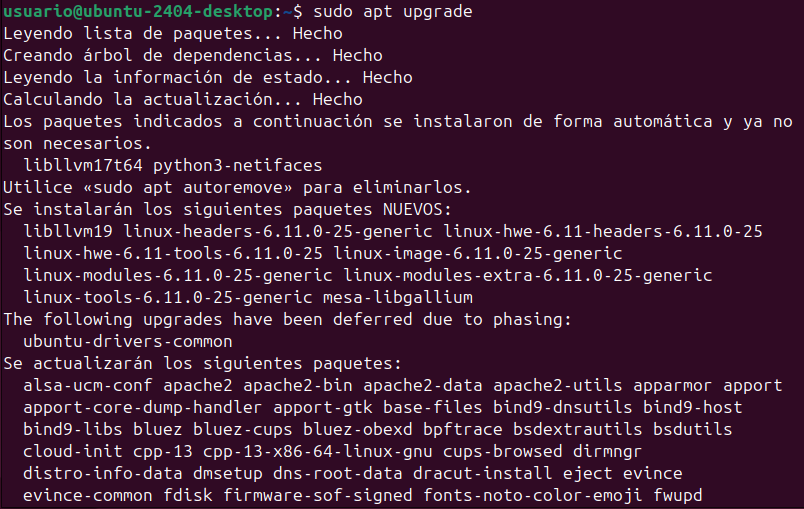 usuario@ubuntu-2404-desktop:~$ sudo apt upgrade
Leyendo lista de paquetes... Hecho
Creando árbol de dependencias... Hecho
Leyendo la información de estado... Hecho
Calculando la actualización... Hecho
Los paquetes indicados a continuación se instalaron de forma automática y ya no
son necesarios.
  libllvm17t64 python3-netifaces
Utilice «sudo apt autoremove» para eliminarlos.
Se instalarán los siguientes paquetes NUEVOS:
  libllvm19 linux-headers-6.11.0-25-generic linux-hwe-6.11-headers-6.11.0-25
  linux-hwe-6.11-tools-6.11.0-25 linux-image-6.11.0-25-generic
  linux-modules-6.11.0-25-generic linux-modules-extra-6.11.0-25-generic
  linux-tools-6.11.0-25-generic mesa-libgallium
The following upgrades have been deferred due to phasing:
  ubuntu-drivers-common
Se actualizarán los siguientes paquetes:
  alsa-ucm-conf apache2 apache2-bin apache2-data apache2-utils apparmor apport
  apport-core-dump-handler apport-gtk base-files bind9-dnsutils bind9-host
  bind9-libs bluez bluez-cups bluez-obexd bpftrace bsdextrautils bsdutils
  cloud-init cpp-13 cpp-13-x86-64-linux-gnu cups-browsed dirmngr
  distro-info-data dmsetup dns-root-data dracut-install eject evince
  evince-common fdisk firmware-sof-signed fonts-noto-color-emoji fwupd